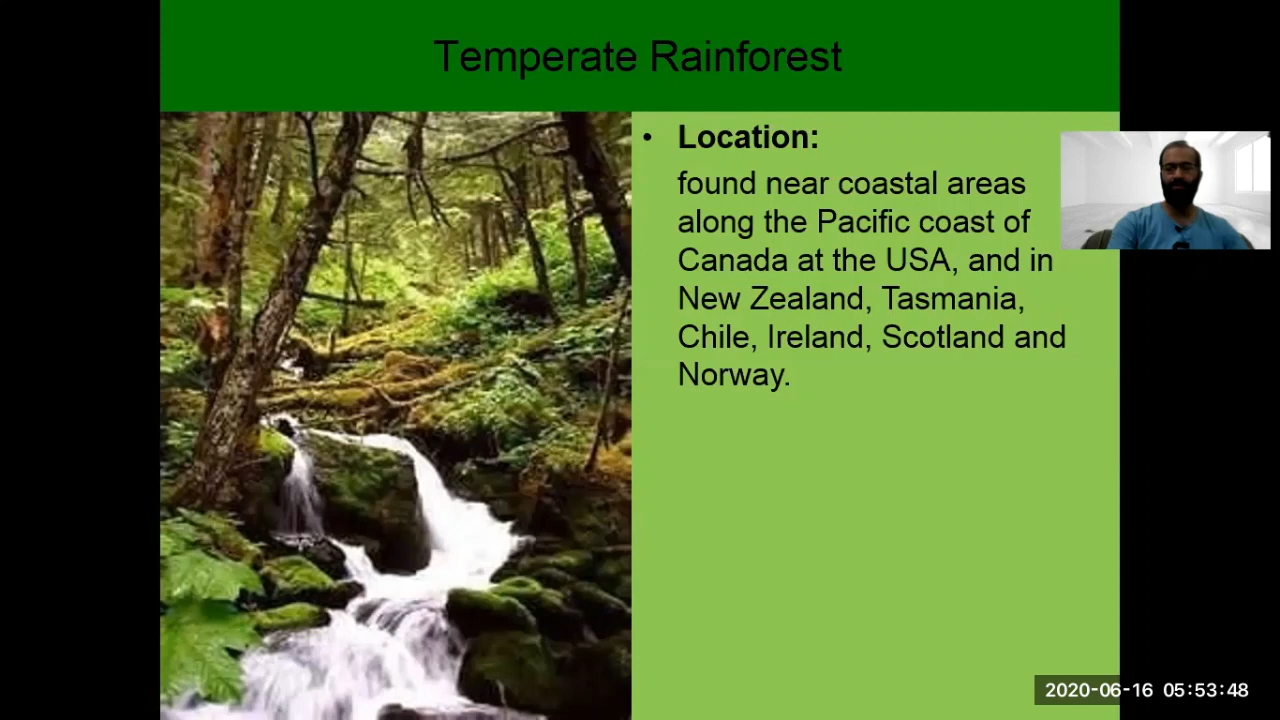 Temperate Rainforest
• Location:
found near coastal areas
along the Pacific coast of
Canada at the USA, and in
New Zealand, Tasmania,
Chile, Ireland, Scotland and
Norway.
2020-06-16 05:53:48